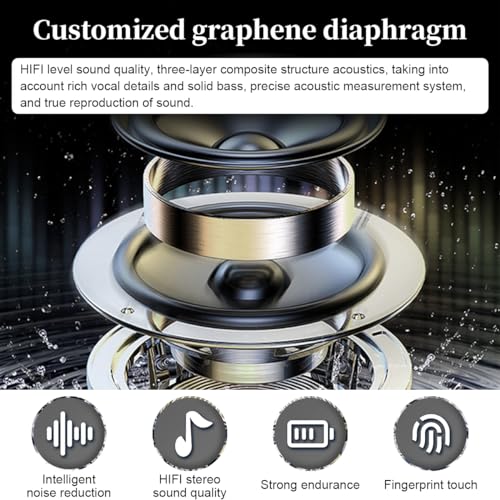 Customized graphene diaphragm
HIFI level sound quality, three-layer composite structure acoustics, taking into
account rich vocal details and solid bass, precise acoustic measurement system,
and true reproduction of sound.
Intelligent
noise reduction
HIFI stereo
sound quality
Strong endurance
Fingerprint touch